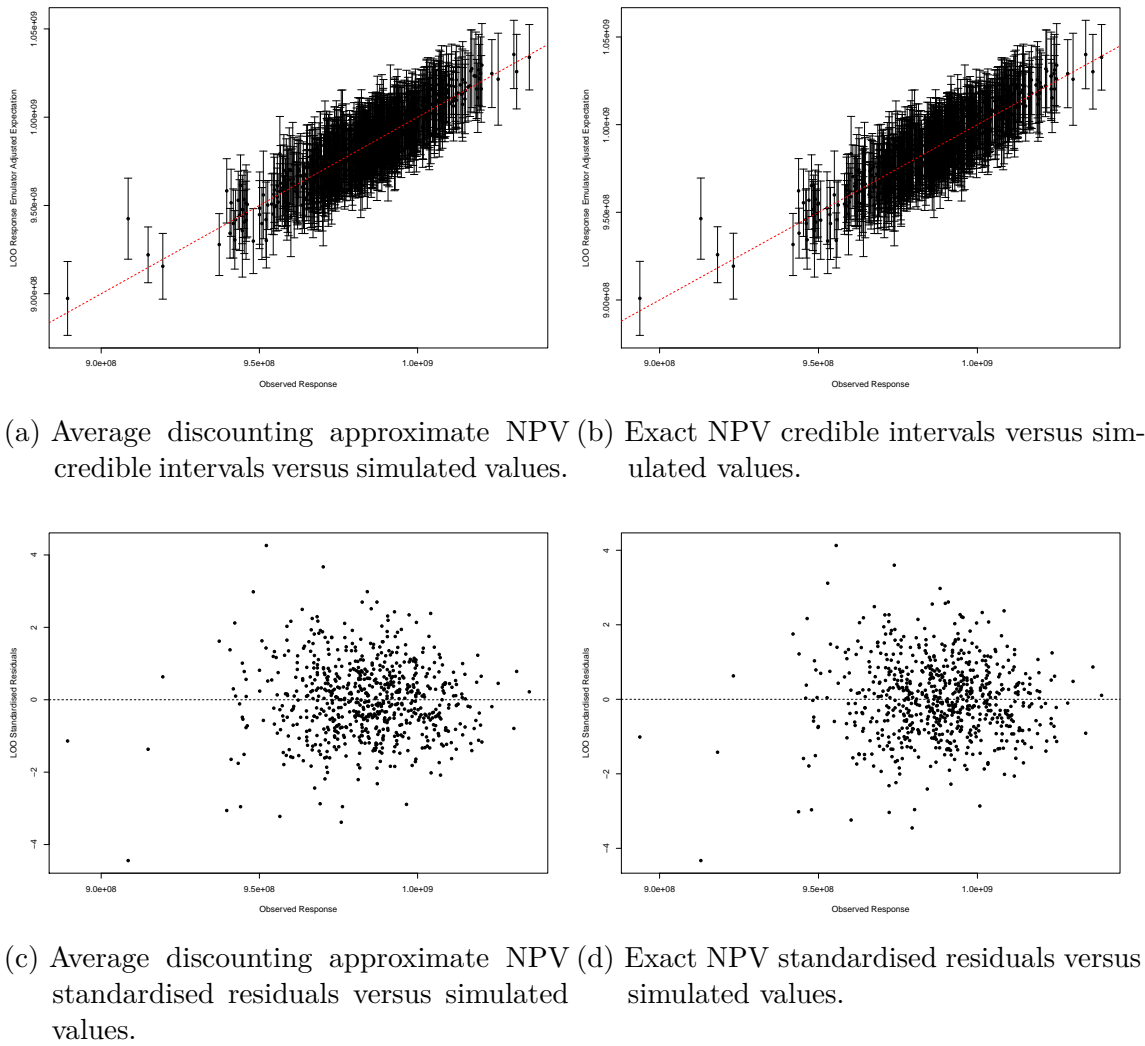 LOO Response Emulator Adjusted Expectation
9.00e+08
9.50e+08
1.00e+09
1.05e+09
9.0e+08
9.5e+08
1.0e+09
Observed Response
LOO Response Emulator Adjusted Expectation
9.00e+08
9.50e+08
1.00e+09
1.05e+09
9.0e+08
9.5e+08
1.0e+09
Observed Response
(a) Average discounting approximate NPV
credible intervals versus simulated values.
(b) Exact NPV credible intervals versus sim-
ulated values.
LOO Standardised Residuals
4
2
0
−2
−4
9.0e+08
9.5e+08
1.0e+09
Observed Response
LOO Standardised Residuals
4
2
0
−2
−4
9.0e+08
9.5e+08
1.0e+09
Observed Response
(c) Average discounting approximate NPV
standardised residuals versus simulated
values.
(d) Exact NPV standardised residuals versus
simulated values.